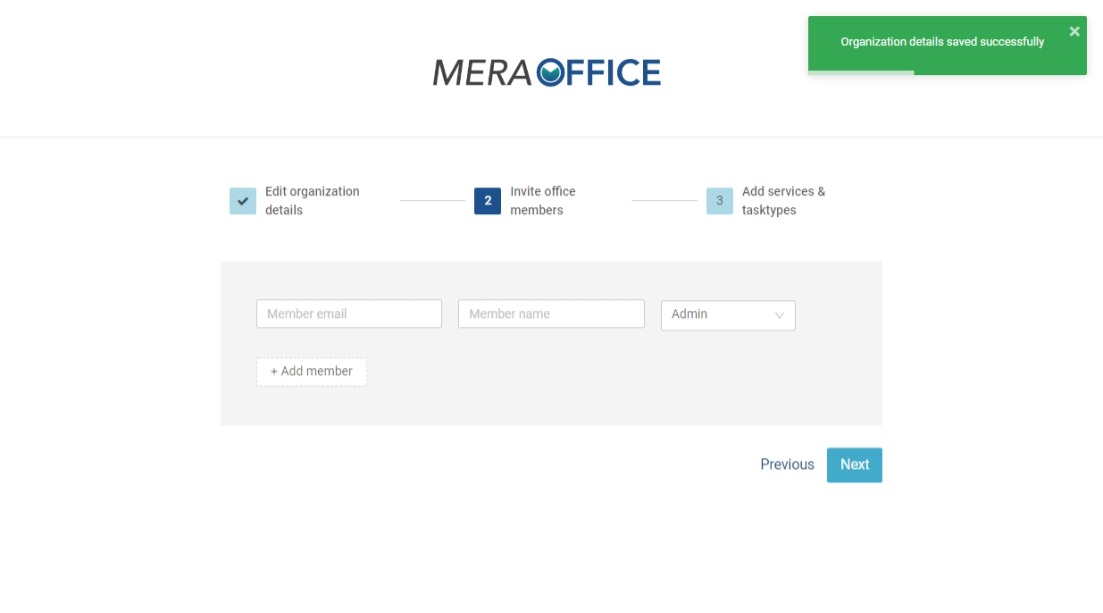 Organization details saved successfully
MERA OFFICE
Edit organization
details
2
Invite office
members
3
Add services &
tasktypes
Member email
Member name
Admin
+ Add member
Previous
Next